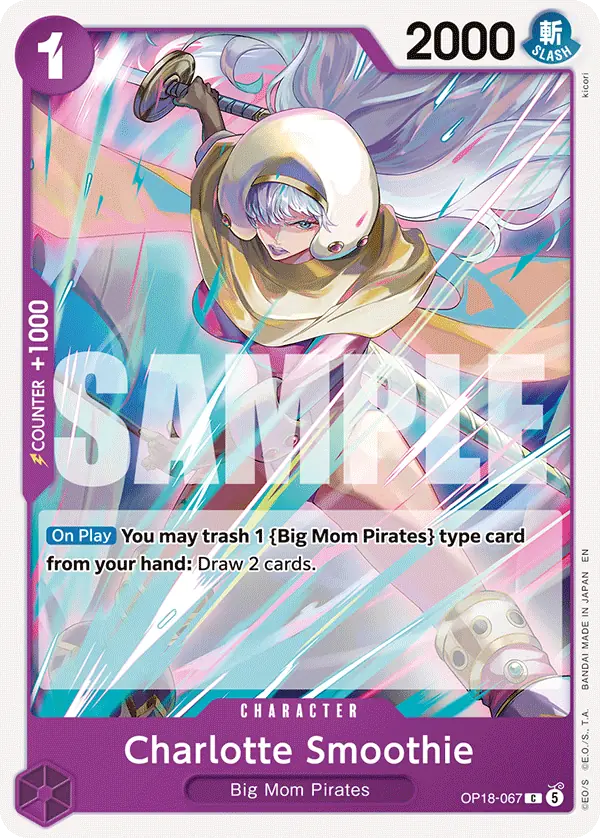 1
2000
斬
SLASH
kicori
COUNTER +1000
SAMPLE
On Play You may trash 1 {Big Mom Pirates} type card
from your hand: Draw 2 cards.
CHARACTER
Charlotte Smoothie
Big Mom Pirates
OP18-067 C 5
©E.O/S ©E.O./S., T.A. BANDAI MADE IN JAPAN EN